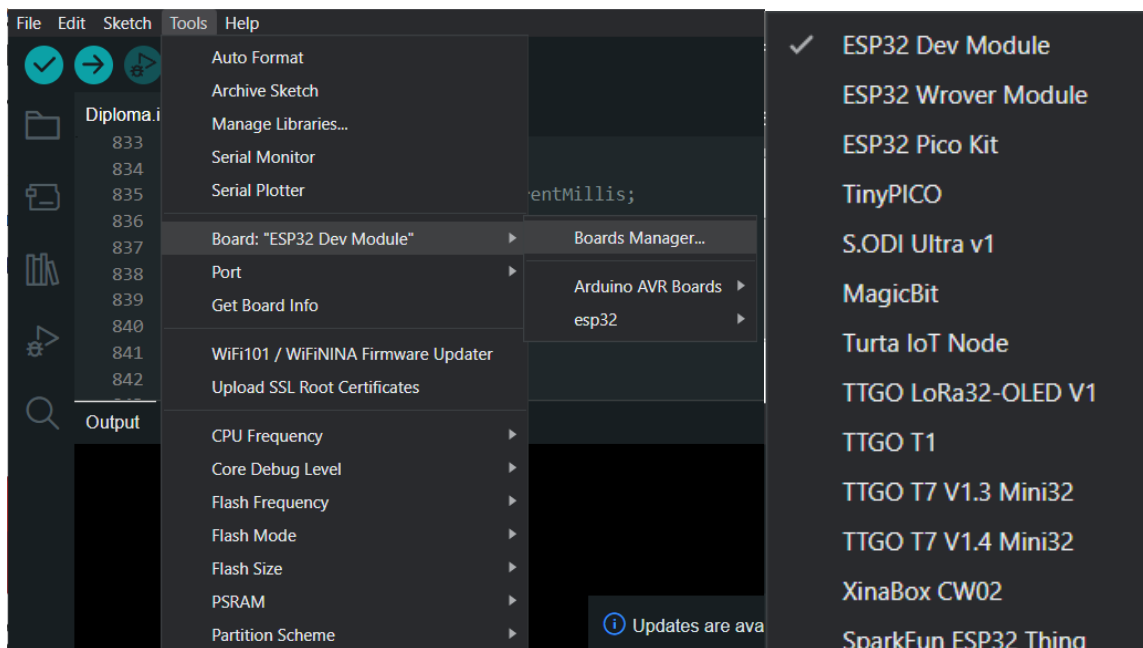 File Edit Sketch Tools Help
Auto Format
Archive Sketch
Manage Libraries...
Serial Monitor
Serial Plotter
Board: "ESP32 Dev Module"
Port
Get Board Info
WiFi101 / WiFiNINA Firmware Updater
Upload SSL Root Certificates
CPU Frequency
Core Debug Level
Flash Frequency
Flash Mode
Flash Size
PSRAM
Partition Scheme
Diploma.i
833
834
835
836
837
838
839
840
841
842
Output
entMillis;
Boards Manager...
Arduino AVR Boards
esp32
Updates are ava
ESP32 Dev Module
ESP32 Wrover Module
ESP32 Pico Kit
TinyPICO
S.ODI Ultra v1
MagicBit
Turta IoT Node
TTGO LoRa32-OLED V1
TTGO T1
TTGO T7 V1.3 Mini32
TTGO T7 V1.4 Mini32
XinaBox CW02
SparkFun ESP32 Thing